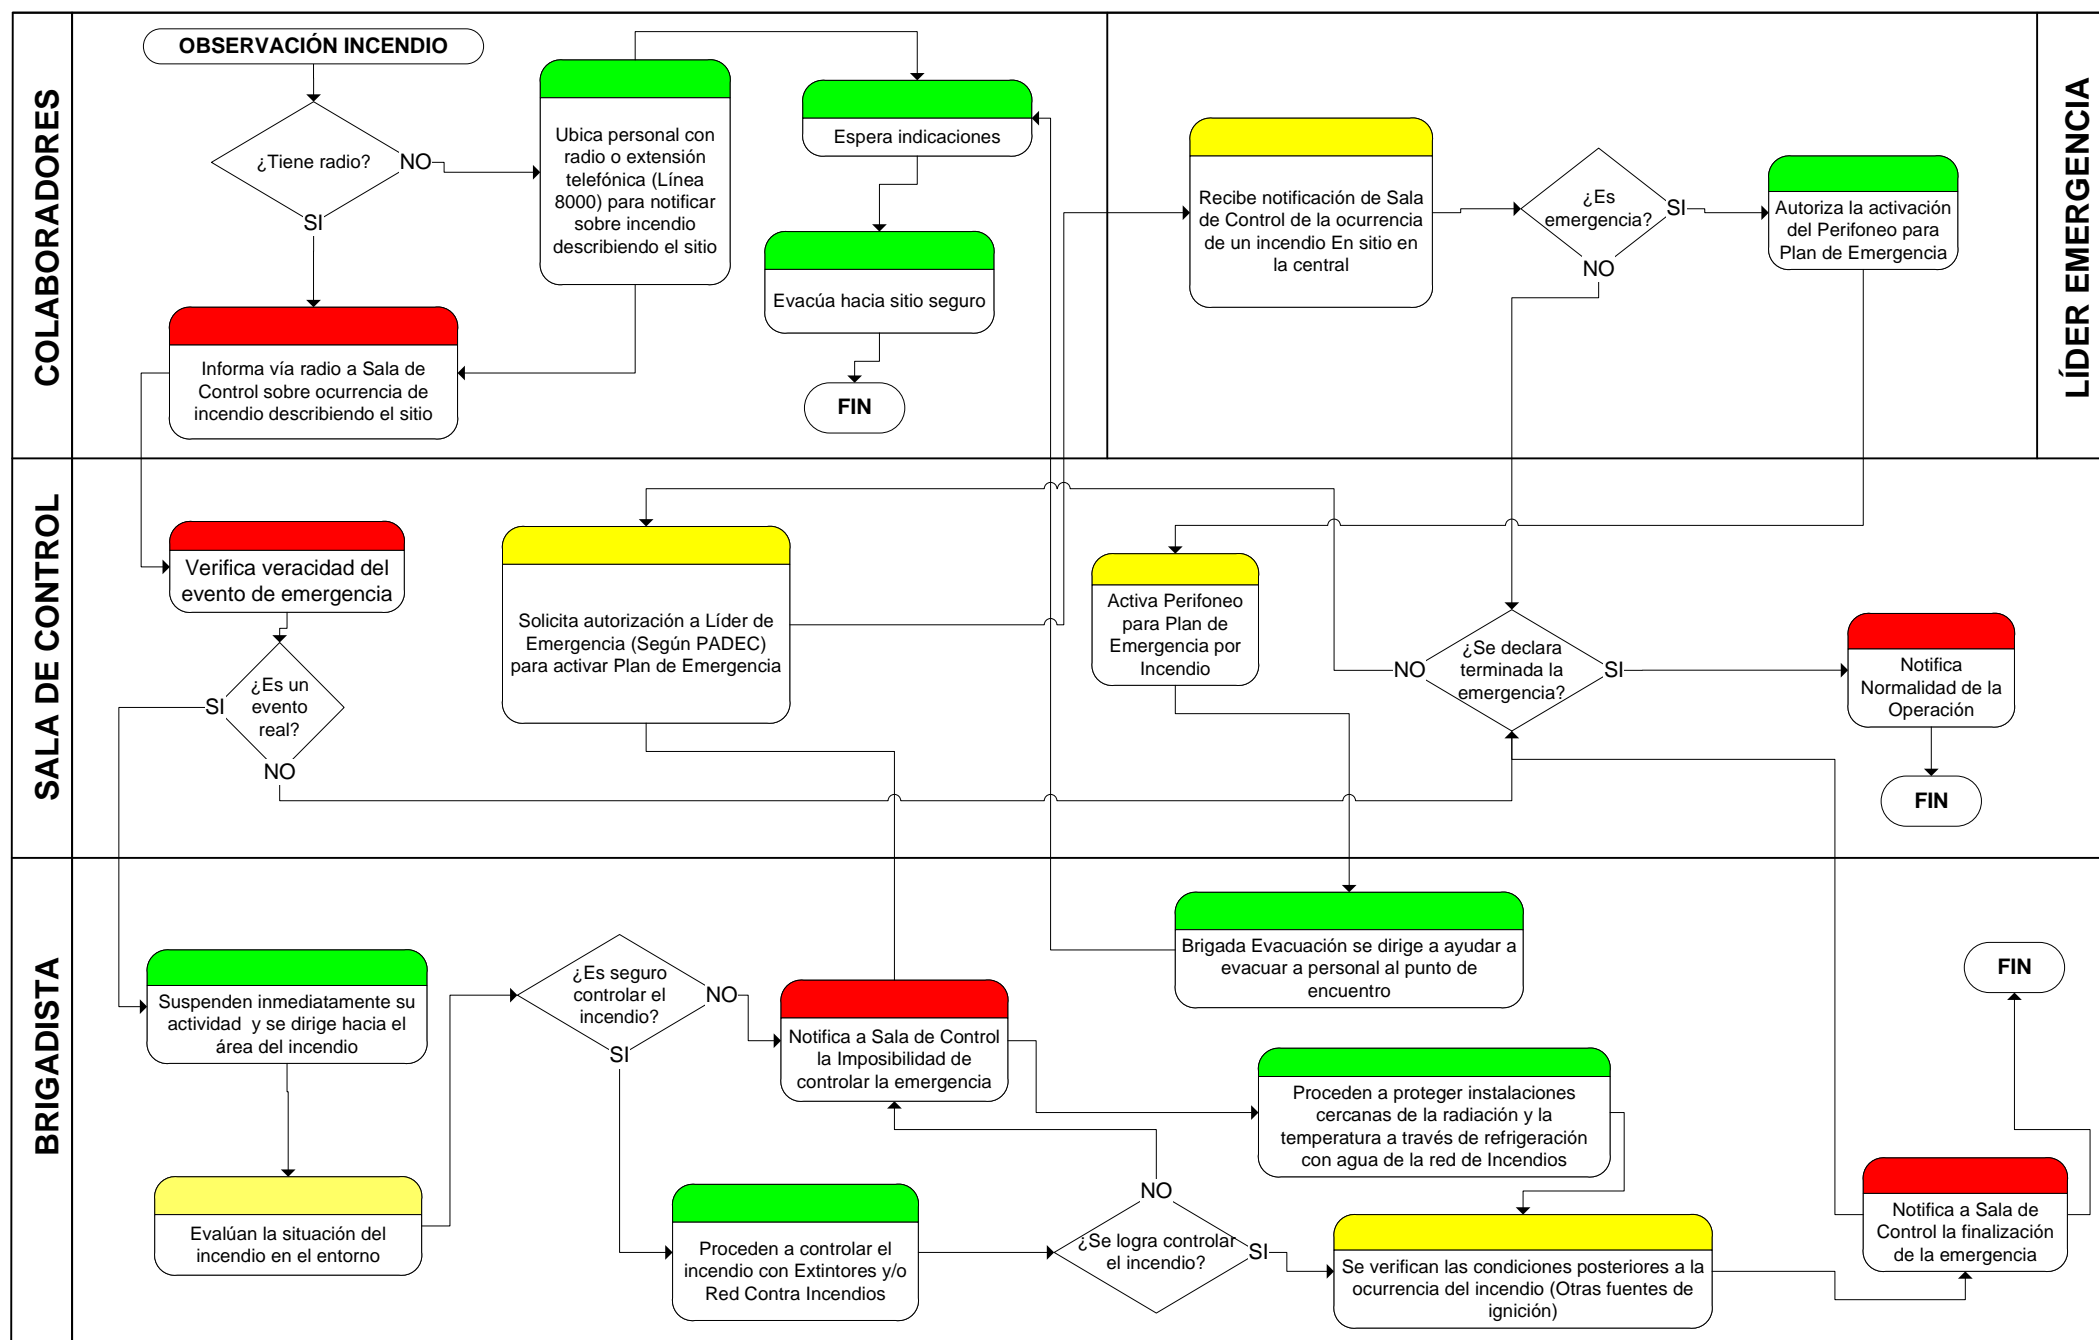 COLABORADORES
OBSERVACIÓN INCENDIO
¿Tiene radio?
NO
SI
Ubica personal con
radio o extensión
telefónica (Línea
8000) para notificar
sobre incendio
describiendo el sitio
Espera indicaciones
Evacúa hacia sitio seguro
FIN
Informa vía radio a Sala de
Control sobre ocurrencia de
incendio describiendo el sitio
LÍDER EMERGENCIA
Recibe notificación de Sala
de Control de la ocurrencia
de un incendio En sitio en
la central
¿Es
emergencia?
SI
NO
Autoriza la activación
del Perifoneo para
Plan de Emergencia
SALA DE CONTROL
Verifica veracidad del
evento de emergencia
¿Es un
evento
real?
SI
NO
Solicita autorización a Líder de
Emergencia (Según PADEC)
para activar Plan de Emergencia
Activa Perifoneo
para Plan de
Emergencia por
Incendio
¿Se declara
terminada la
emergencia?
NO
SI
Notifica
Normalidad de la
Operación
FIN
BRIGADISTA
Suspenden inmediatamente su
actividad y se dirige hacia el
área del incendio
Evalúan la situación del
incendio en el entorno
¿Es seguro
controlar el
incendio?
NO
SI
Notifica a Sala de Control
la Imposibilidad de
controlar la emergencia
Proceden a controlar el
incendio con Extintores y/o
Red Contra Incendios
Brigada Evacuación se dirige a ayudar a
evacuar a personal al punto de
encuentro
Proceden a proteger instalaciones
cercanas de la radiación y la
temperatura a través de refrigeración
con agua de la red de Incendios
¿Se logra controlar
el incendio?
NO
SI
Se verifican las condiciones posteriores a la
ocurrencia del incendio (Otras fuentes de
ignición)
Notifica a Sala de
Control la finalización
de la emergencia
FIN